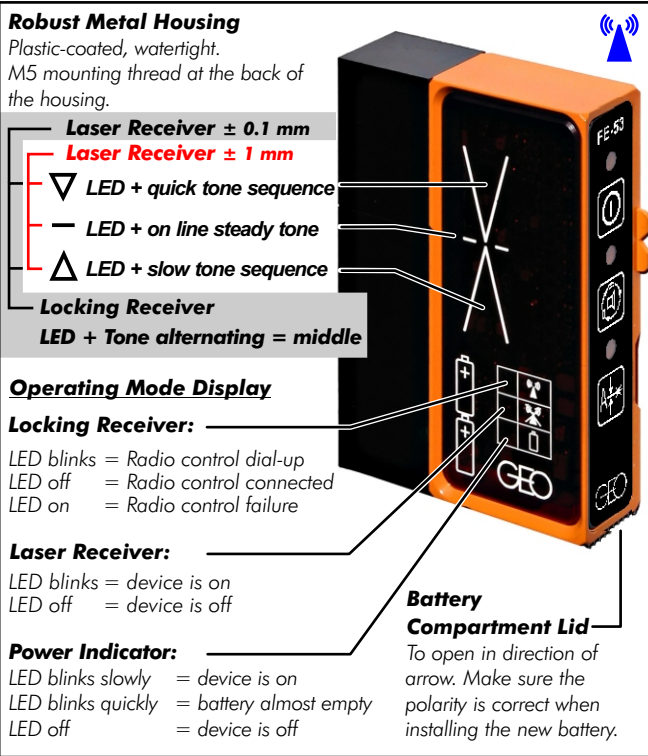 Robust Metal Housing
Plastic-coated, watertight.
M5 mounting thread at the back of
the housing.
Laser Receiver ± 0.1 mm
Laser Receiver ± 1 mm
LED + quick tone sequence
LED + on line steady tone
LED + slow tone sequence
Locking Receiver
LED + Tone alternating = middle
FE-53
A
GEO
GEO
Operating Mode Display
Locking Receiver:
LED blinks = Radio control dial-up
LED off = Radio control connected
LED on = Radio control failure
Laser Receiver:
LED blinks = device is on
LED off = device is off
Power Indicator:
LED blinks slowly = device is on
LED blinks quickly = battery almost empty
LED off = device is off
Battery
Compartment Lid
To open in direction of
arrow. Make sure the
polarity is correct when
installing the new battery.